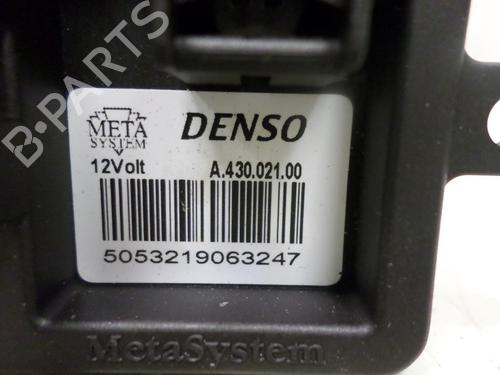 B-PARTS
META
SYSTEM
DENSO
12Volt
A.430.021.00
5053219063247
MetaSystem